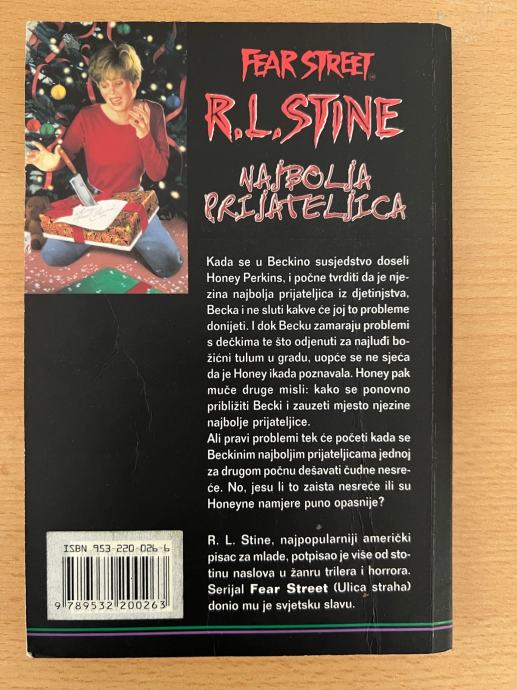 FEAR STREET
R.L. STINE
NAJBOLJA
PRIJATELJICA
Kada se u Beckino susjedstvo doseli
Honey Perkins, i počne tvrditi da je nje-
zina najbolja prijateljica iz djetinjstva,
Becka i ne sluti kakve će joj to probleme
donijeti. I dok Becku zamaraju problemi
s dečkima te što odjenuti za najluđi bo-
žićni tulum u gradu, uopće se ne sjeća
da je Honey ikada poznavala. Honey pak
muče druge misli: kako se ponovno
približiti Becki i zauzeti mjesto njezine
najbolje prijateljice.
Ali pravi problemi tek će početi kada se
Beckinim najboljim prijateljicama jednoj
za drugom počnu dešavati čudne nesre-
će. No, jesu li to zaista nesreće ili su
Honeyne namjere puno opasnije?
R. L. Stine, najpopularniji američki
pisac za mlade, potpisao je više od sto-
tinu naslova u žanru trilera i horrora.
Serijal Fear Street (Ulica straha)
donio mu je svjetsku slavu.
ISBN 953-220-026-6
9 789532 200263